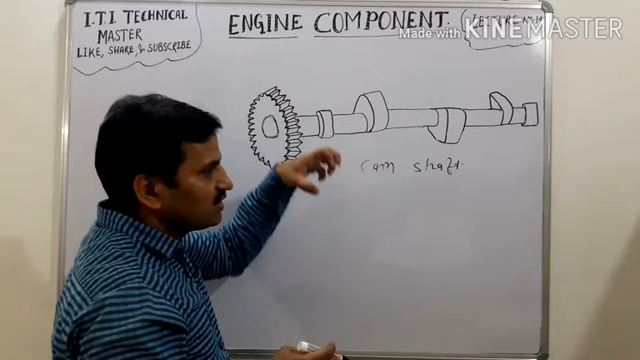 I.T.I. TECHNICAL
MASTER
LIKE, SHARE, & SUBSCRIBE
ENGINE COMPONENT.
Made with KINEMASTER
Cam shaft.